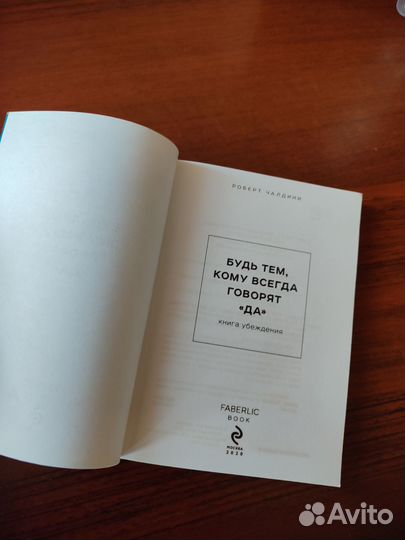 РОБЕРТ ЧАЛДИНИ
БУДЬ ТЕМ,
КОМУ ВСЕГДА
ГОВОРЯТ
«ДА»
книга убеждения
FABERLIC
BOOK
МОСКВА
2020
Avito